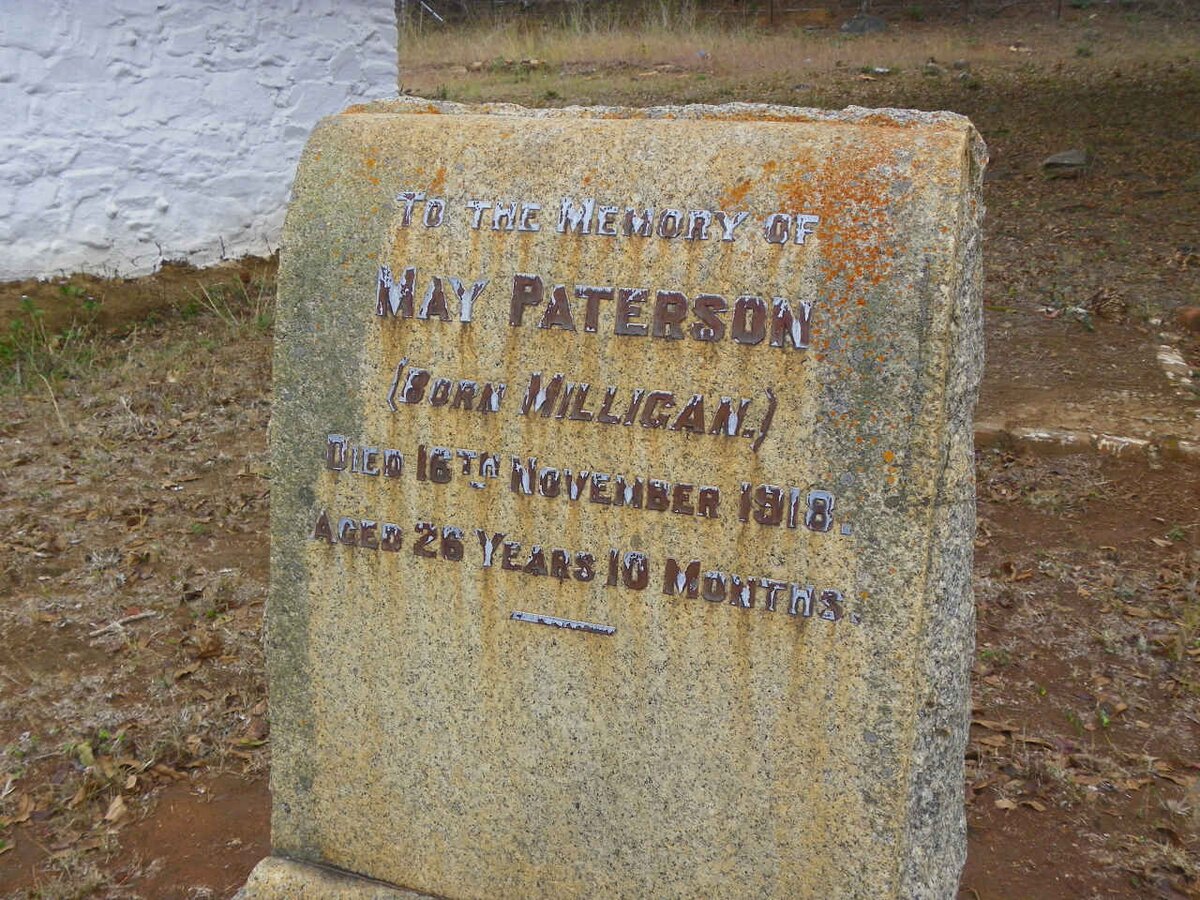 To the Memory of
May Paterson
(Born Milligan.)
Died 16th November 1918.
Aged 26 Years 10 Months.